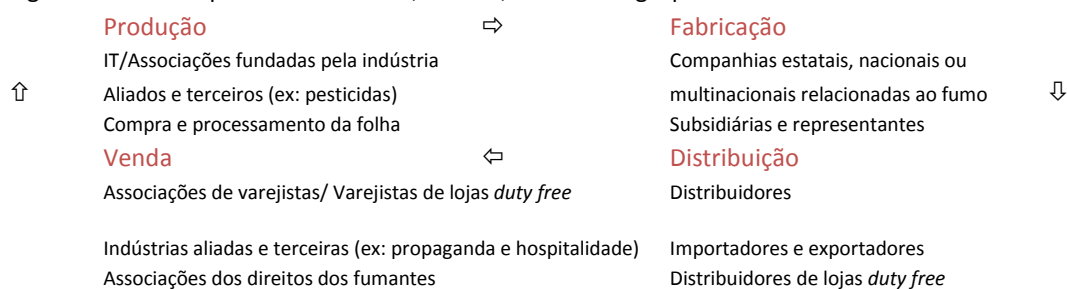 Produção ⇨ Fabricação
IT/Associações fundadas pela indústria Companhias estatais, nacionais ou
⇧ Aliados e terceiros (ex: pesticidas) multinacionais relacionadas ao fumo ⇩
Compra e processamento da folha Subsidiárias e representantes
Venda ⇦ Distribuição
Associações de varejistas/ Varejistas de lojas duty free Distribuidores
Indústrias aliadas e terceiras (ex: propaganda e hospitalidade) Importadores e exportadores
Associações dos direitos dos fumantes Distribuidores de lojas duty free